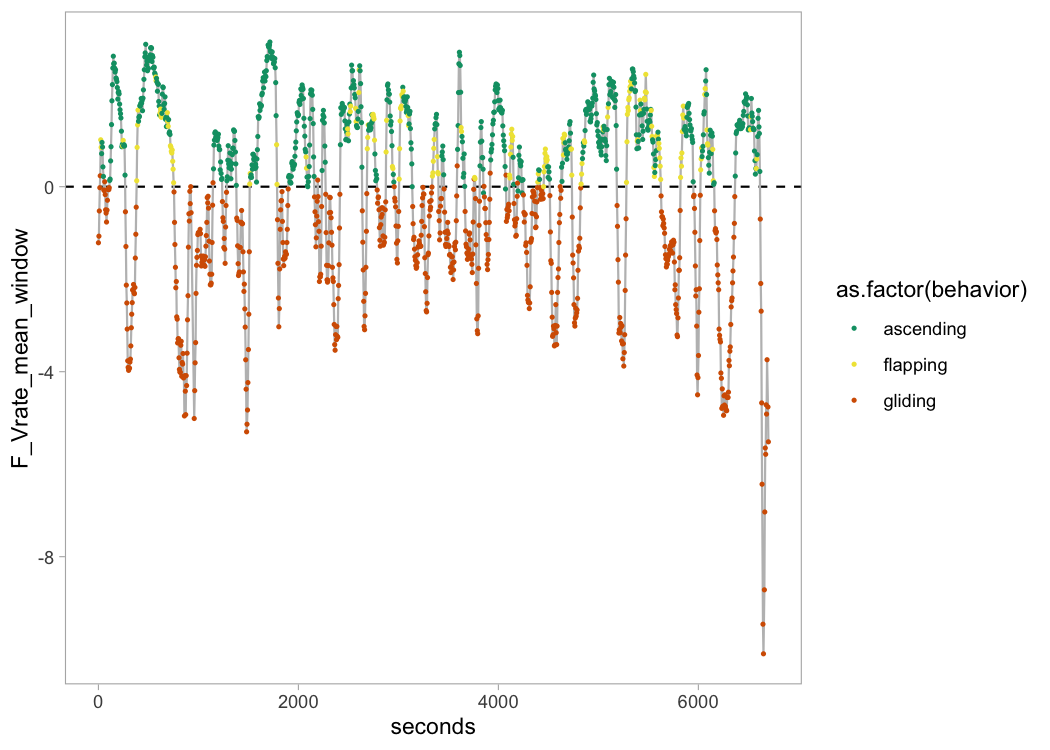 F_Vrate_mean_window
0
-4
-8
0
2000
4000
6000
seconds
as.factor(behavior)
ascending
flapping
gliding